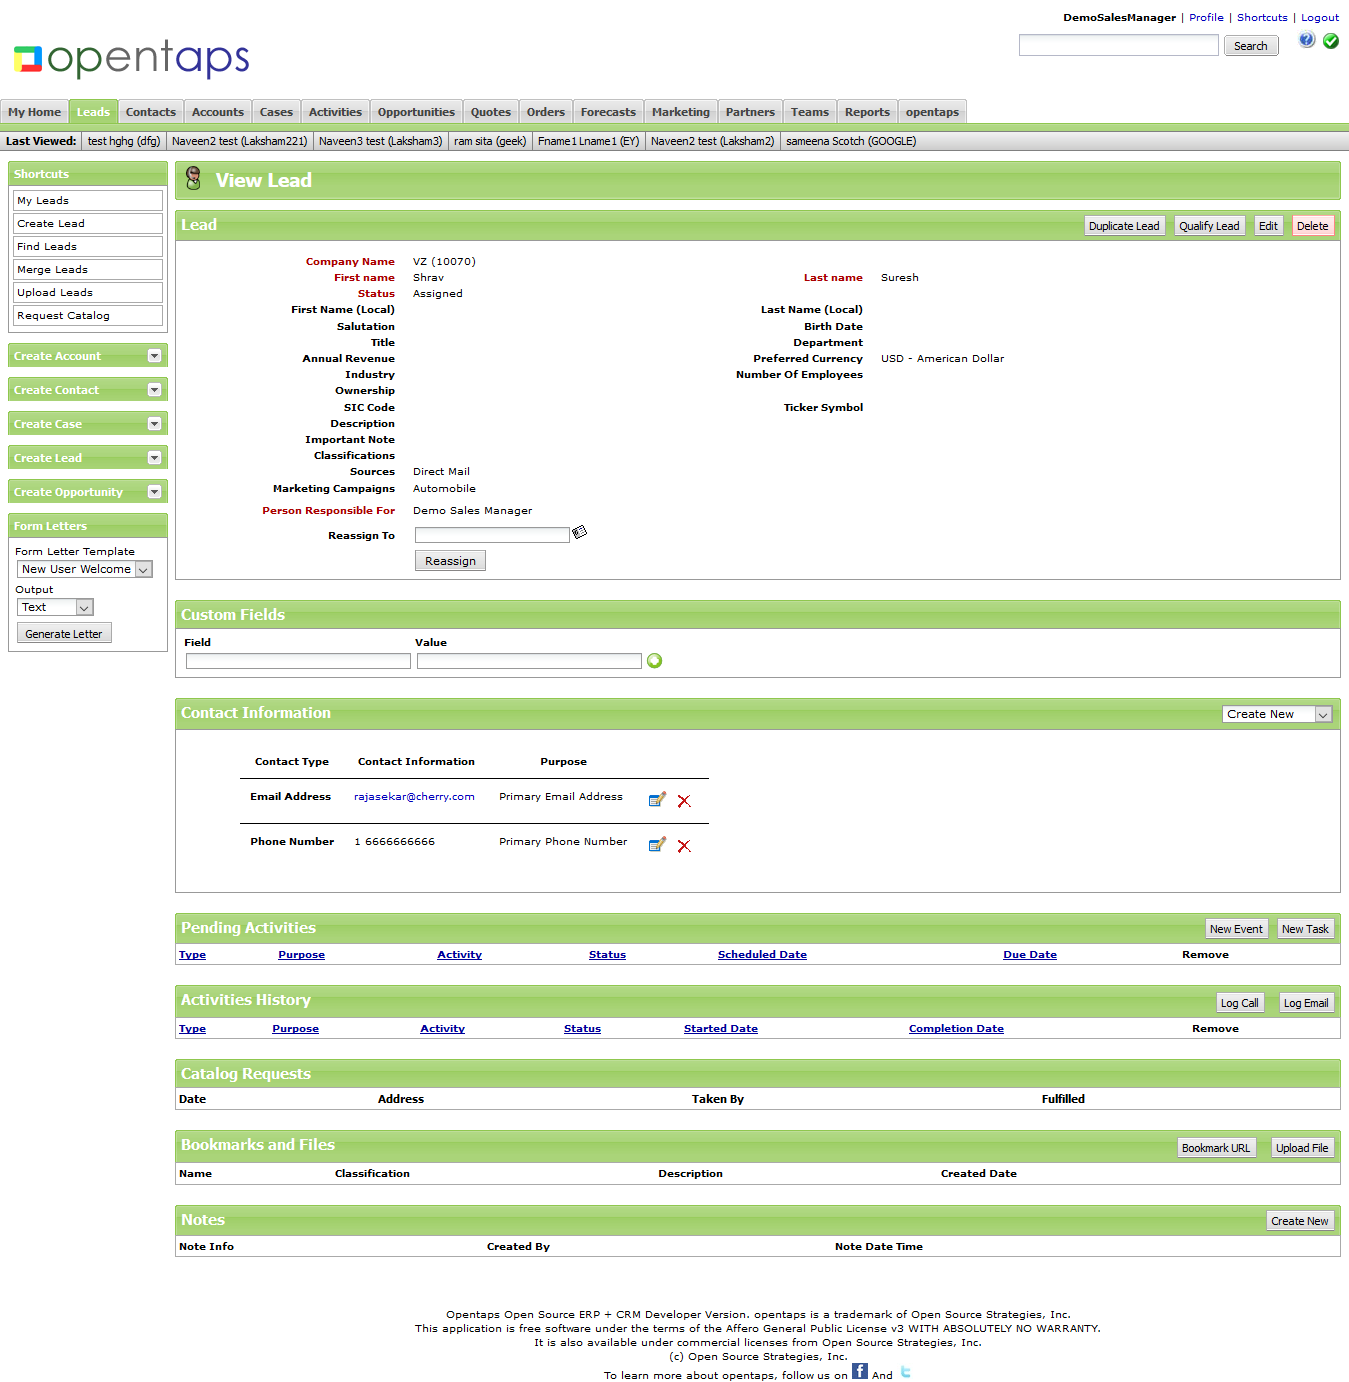 DemoSalesManager | Profile | Shortcuts | Logout
Search
opentaps
My Home Leads Contacts Accounts Cases Activities Opportunities Quotes Orders Forecasts Marketing Partners Teams Reports opentaps
Last Viewed: test hghg (dfg) Naveen2 test (Laksham221) Naveen3 test (Laksham3) ram sita (geek) Fname1 Lname1 (EY) Naveen2 test (Laksham2) sameena Scotch (GOOGLE)
Shortcuts
My Leads
Create Lead
Find Leads
Merge Leads
Upload Leads
Request Catalog
Create Account
Create Contact
Create Case
Create Lead
Create Opportunity
Form Letters
Form Letter Template
New User Welcome
Output
Text
Generate Letter
View Lead
Lead Duplicate Lead Qualify Lead Edit Delete
Company Name VZ (10070)
First name Shrav Last name Suresh
Status Assigned
First Name (Local) Last Name (Local)
Salutation Birth Date
Title Department
Annual Revenue Preferred Currency USD - American Dollar
Industry Number Of Employees
Ownership
SIC Code Ticker Symbol
Description
Important Note
Classifications
Sources Direct Mail
Marketing Campaigns Automobile
Person Responsible For Demo Sales Manager
Reassign To
Reassign
Custom Fields
Field Value
Contact Information Create New
Contact Type Contact Information Purpose
Email Address rajasekar@cherry.com Primary Email Address
Phone Number 1 6666666666 Primary Phone Number
Pending Activities New Event New Task
Type Purpose Activity Status Scheduled Date Due Date Remove
Activities History Log Call Log Email
Type Purpose Activity Status Started Date Completion Date Remove
Catalog Requests
Date Address Taken By Fulfilled
Bookmarks and Files Bookmark URL Upload File
Name Classification Description Created Date
Notes Create New
Note Info Created By Note Date Time
Opentaps Open Source ERP + CRM Developer Version. opentaps is a trademark of Open Source Strategies, Inc.
This application is free software under the terms of the Affero General Public License v3 WITH ABSOLUTELY NO WARRANTY.
It is also available under commercial licenses from Open Source Strategies, Inc.
(c) Open Source Strategies, Inc.
To learn more about opentaps, follow us on f And t